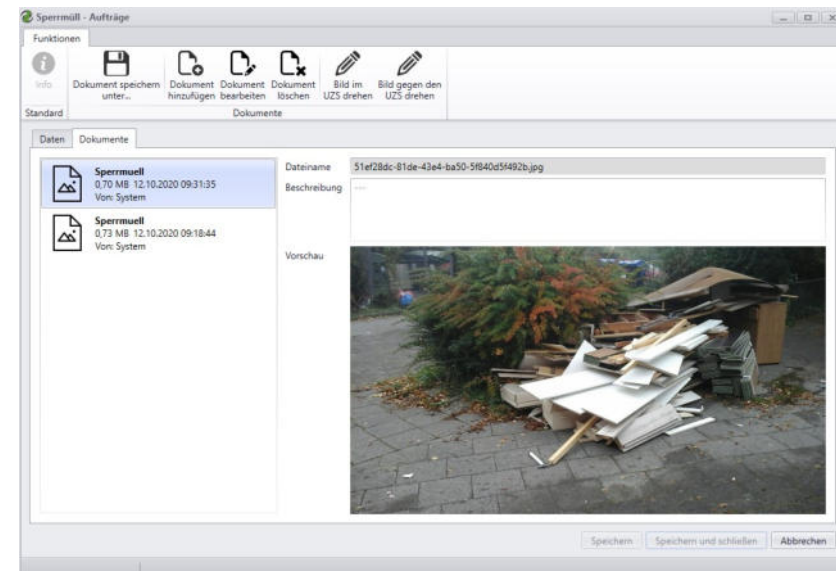 Sperrmüll - Aufträge
Funktionen
Info
Dokument speichern
unter...
Dokument
hinzufügen
Dokument
bearbeiten
Dokument
löschen
Bild im
UZS drehen
Bild gegen den
UZS drehen
Standard
Dokumente
Daten
Dokumente
Sperrmuell
0,70 MB 12.10.2020 09:31:35
Von: System
Sperrmuell
0,73 MB 12.10.2020 09:18:44
Von: System
Dateiname
51ef28dc-81de-43e4-ba50-5f840d5f492b.jpg
Beschreibung
---
Vorschau
Speichern
Speichern und schließen
Abbrechen